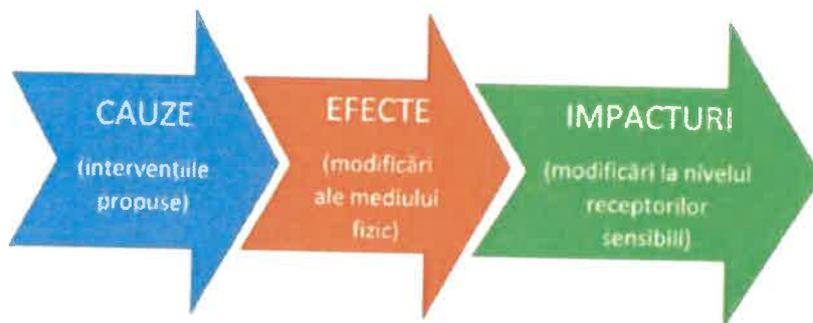 CAUZE
(intervențiile
propuse)
EFECTE
(modificări
ale mediului
fizic)
IMPACTURI
(modificări la nivelul
receptorilor
sensibili)